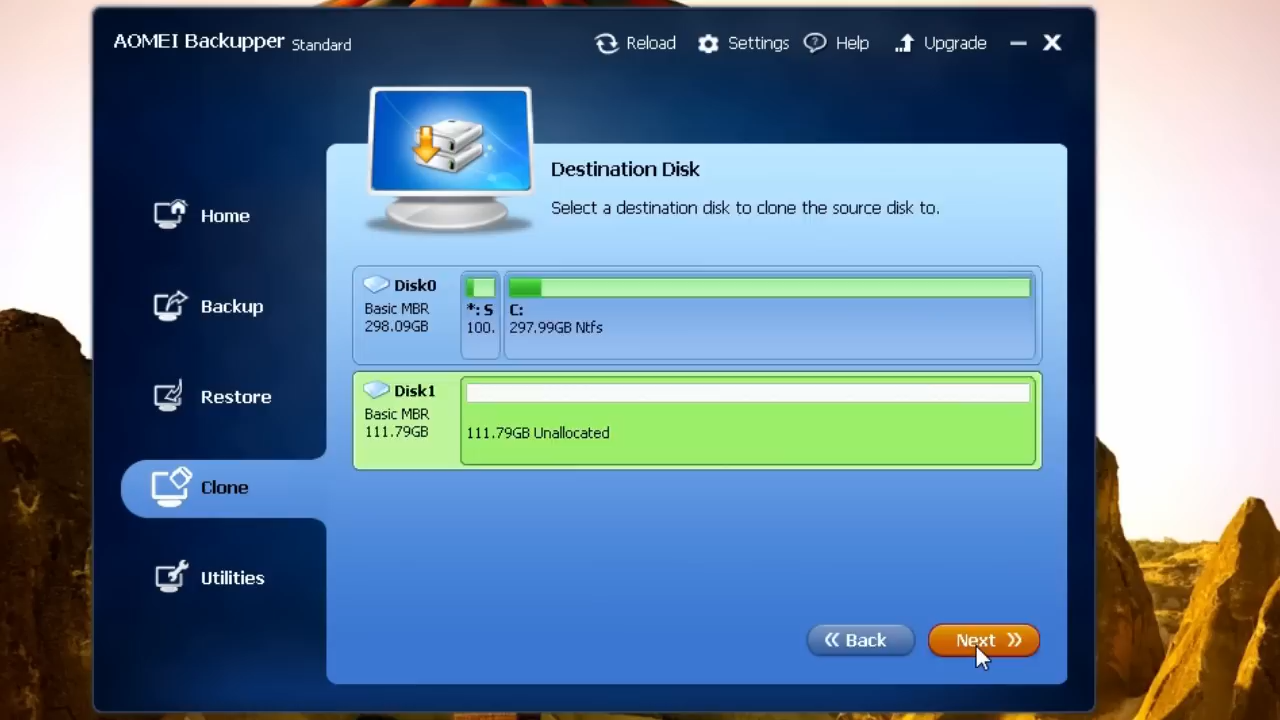 AOMEI Backupper Standard
Reload Settings Help Upgrade
Destination Disk
Select a destination disk to clone the source disk to.
Home
Backup
Restore
Clone
Utilities
Disk0
Basic MBR
298.09GB
*: S
100.
C:
297.99GB Ntfs
Disk1
Basic MBR
111.79GB
111.79GB Unallocated
Back
Next